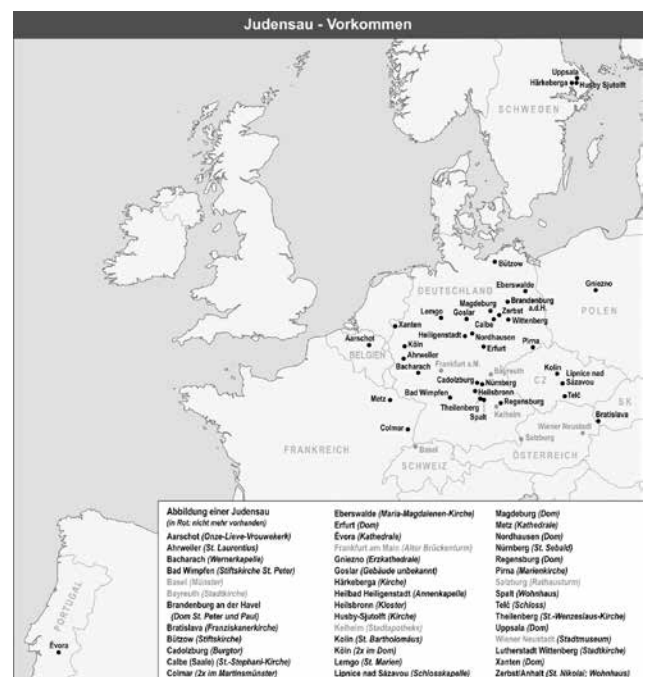 Judensau - Vorkommen
Uppsala
Härkeberga
Husby Sjutolft
SCHWEDEN
Bützow
Eberswalde
Gniezno
DEUTSCHLAND
Magdeburg
Brandenburg
a.d.H.
Lemgo
Goslar
Zerbst
POLEN
Xanten
Calbe
Wittenberg
Heiligenstadt
Nordhausen
Aarschot
Köln
Erfurt
Pirna
BELGIEN
Ahrweiler
Frankfurt a.M.
Bayreuth
Kolin
Lipnice nad
Sázavou
Bacharach
Cadolzburg
Nürnberg
CZ
Metz
Bad Wimpfen
Heilsbronn
Telč
SK
Theilenberg
Regensburg
Spalt
Kelheim
Bratislava
Colmar
Wiener Neustadt
Salzburg
FRANKREICH
Basel
ÖSTERREICH
SCHWEIZ
PORTUGAL
Évora
Abbildung einer Judensau
(in Rot: nicht mehr vorhanden)
Aarschot (Onze-Lieve-Vrouwekerk)
Ahrweiler (St. Laurentius)
Bacharach (Wernerkapelle)
Bad Wimpfen (Stiftskirche St. Peter)
Basel (Münster)
Bayreuth (Stadtkirche)
Brandenburg an der Havel
(Dom St. Peter und Paul)
Bratislava (Franziskanerkirche)
Bützow (Stiftskirche)
Cadolzburg (Burgtor)
Calbe (Saale) (St.-Stephani-Kirche)
Colmar (2x im Martinsmünster)
Eberswalde (Maria-Magdalenen-Kirche)
Erfurt (Dom)
Évora (Kathedrale)
Frankfurt am Main (Alter Brückenturm)
Gniezno (Erzkathedrale)
Goslar (Gebäude unbekannt)
Härkeberga (Kirche)
Heilbad Heiligenstadt (Annenkapelle)
Heilsbronn (Kloster)
Husby-Sjutolft (Kirche)
Kelheim (Stadtapotheke)
Kolin (St. Bartholomäus)
Köln (2x im Dom)
Lemgo (St. Marien)
Lipnice nad Sázavou (Schlosskapelle)
Magdeburg (Dom)
Metz (Kathedrale)
Nordhausen (Dom)
Nürnberg (St. Sebald)
Regensburg (Dom)
Pirna (Marienkirche)
Salzburg (Rathausturm)
Spalt (Wohnhaus)
Telč (Schloss)
Theilenberg (St.-Wenzeslaus-Kirche)
Uppsala (Dom)
Wiener Neustadt (Stadtmuseum)
Lutherstadt Wittenberg (Stadtkirche)
Xanten (Dom)
Zerbst/Anhalt (St. Nikolai; Wohnhaus)